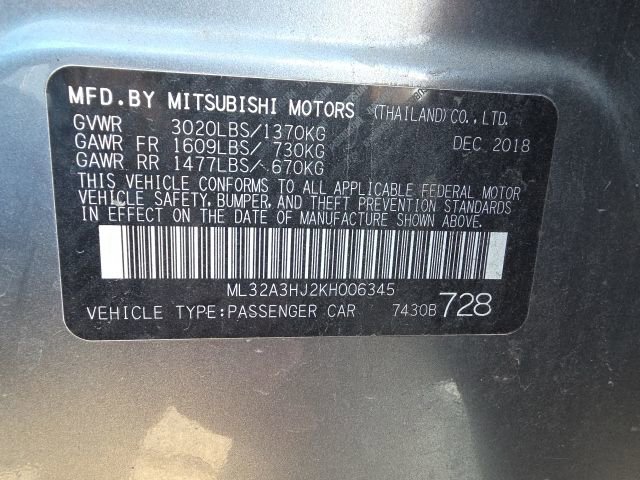 MFD.BY MITSUBISHI MOTORS (THAILAND) CO., LTD.
GVWR 3020LBS/1370KG DEC 2018
GAWR FR 1609LBS/ 730KG
GAWR RR 1477LBS/ 670KG
THIS VEHICLE CONFORMS TO ALL APPLICABLE FEDERAL MOTOR
VEHICLE SAFETY, BUMPER, AND THEFT PREVENTION STANDARDS
IN EFFECT ON THE DATE OF MANUFACTURE SHOWN ABOVE.
ML32A3HJ2KH006345
VEHICLE TYPE:PASSENGER CAR 7430B 728